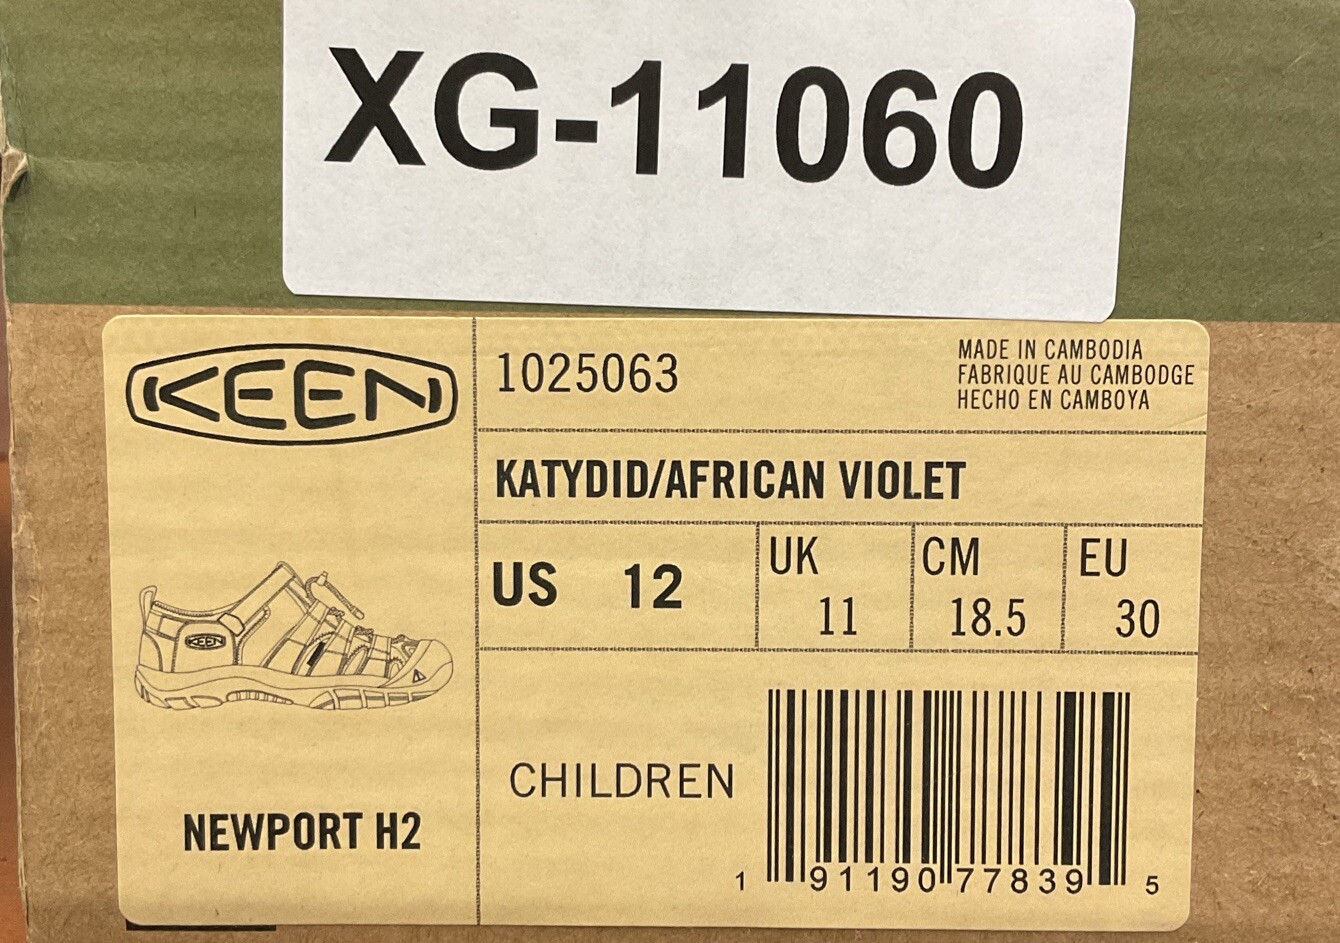 XG-11060
KEEN
1025063
MADE IN CAMBODIA
FABRIQUE AU CAMBODGE
HECHO EN CAMBOYA
KATYDID/AFRICAN VIOLET
US 12
UK 11
CM 18.5
EU 30
KEEN
NEWPORT H2
CHILDREN
1 91190 77839 5